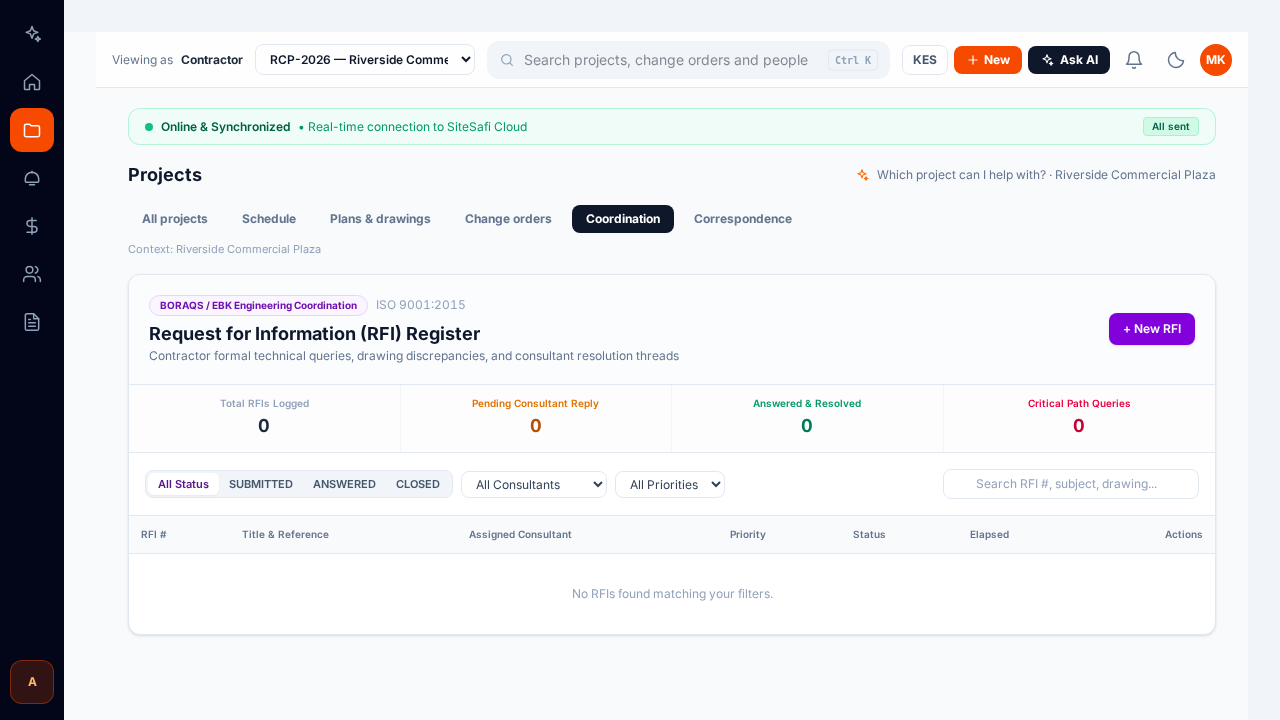 Viewing as Contractor
RCP-2026 — Riverside Comme
Search projects, change orders and people
Ctrl K
KES
+ New
Ask AI
MK
Online & Synchronized • Real-time connection to SiteSafi Cloud
All sent
Projects
Which project can I help with? · Riverside Commercial Plaza
All projects
Schedule
Plans & drawings
Change orders
Coordination
Correspondence
Context: Riverside Commercial Plaza
BORAQS / EBK Engineering Coordination
ISO 9001:2015
Request for Information (RFI) Register
Contractor formal technical queries, drawing discrepancies, and consultant resolution threads
+ New RFI
Total RFIs Logged
0
Pending Consultant Reply
0
Answered & Resolved
0
Critical Path Queries
0
All Status
SUBMITTED
ANSWERED
CLOSED
All Consultants
All Priorities
Search RFI #, subject, drawing...
RFI #
Title & Reference
Assigned Consultant
Priority
Status
Elapsed
Actions
No RFIs found matching your filters.
A